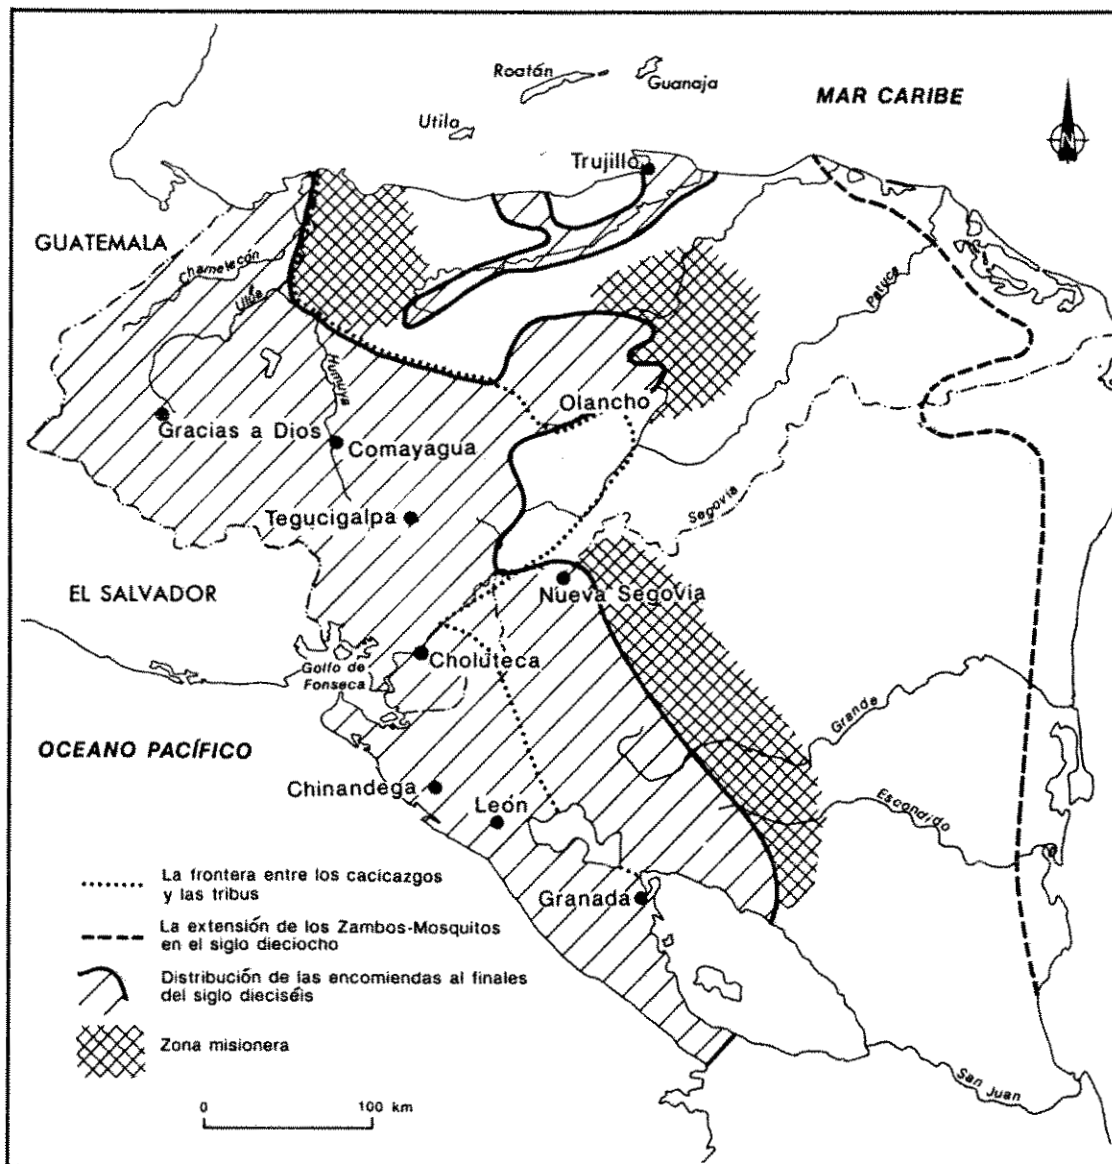 Roatán
Guanaja
MAR CARIBE
Utila
N
Trujillo
GUATEMALA
Chamelecón
Ulúa
Patuca
Humuya
Olancho
Gracias a Dios
Comayagua
Segovia
Tegucigalpa
EL SALVADOR
Nueva Segovia
Choluteca
Golfo de
Fonseca
Grande
OCEANO PACÍFICO
Chinandega
León
Escondido
La frontera entre los cacicazgos
y las tribus
Granada
La extensión de los Zambos-Mosquitos
en el siglo dieciocho
Distribución de las encomiendas al finales
del siglo dieciséis
Zona misionera
San Juan
0 100 km